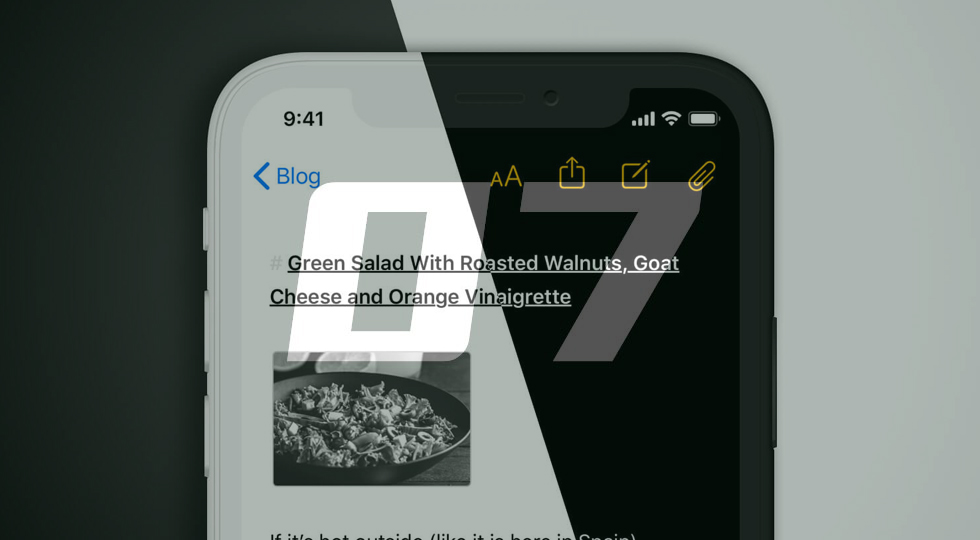 9:41
Blog
AA
07
# Green Salad With Roasted Walnuts, Goat
Cheese and Orange Vinaigrette
If it's hot outside (like it is here in Spain)